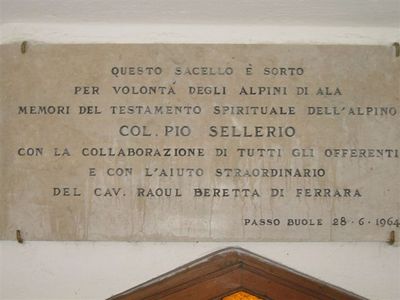 QUESTO SACELLO È SORTO
PER VOLONTÀ DEGLI ALPINI DI ALA
MEMORI DEL TESTAMENTO SPIRITUALE DELL'ALPINO
COL. PIO SELLERIO
CON LA COLLABORAZIONE DI TUTTI GLI OFFERENTI
E CON L'AIUTO STRAORDINARIO
DEL CAV. RAOUL BERETTA DI FERRARA
PASSO BUOLE 28·6·1964